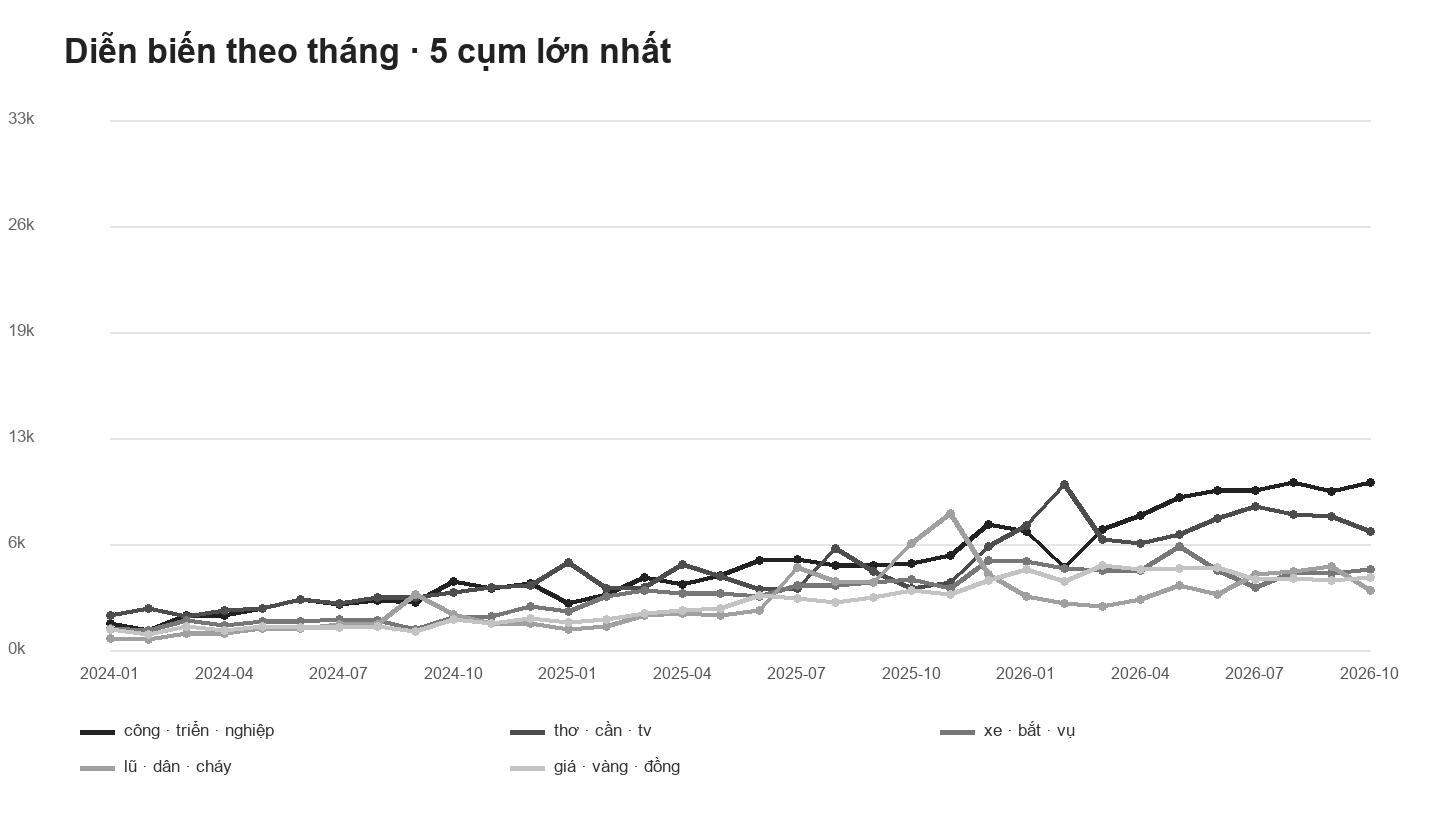 Diễn biến theo tháng · 5 cụm lớn nhất
33k
26k
19k
13k
6k
0k
2024-01 2024-04 2024-07 2024-10 2025-01 2025-04 2025-07 2025-10 2026-01 2026-04 2026-07 2026-10
công · triển · nghiệp thơ · cần · tv xe · bắt · vụ
lũ · dân · cháy giá · vàng · đồng